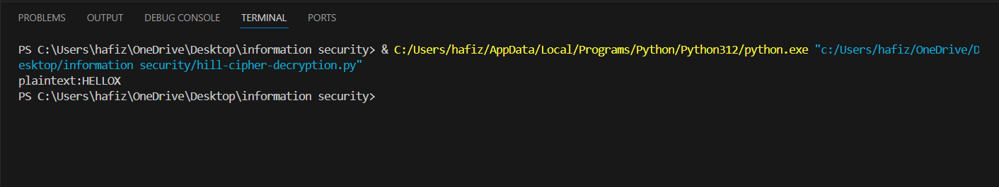 PROBLEMS OUTPUT DEBUG CONSOLE TERMINAL PORTS
PS C:\Users\hafiz\OneDrive\Desktop\information security> & C:/Users/hafiz/AppData/Local/Programs/Python/Python312/python.exe "c:/Users/hafiz/OneDrive/D
esktop/information security/hill-cipher-decryption.py"
plaintext:HELLOX
PS C:\Users\hafiz\OneDrive\Desktop\information security>